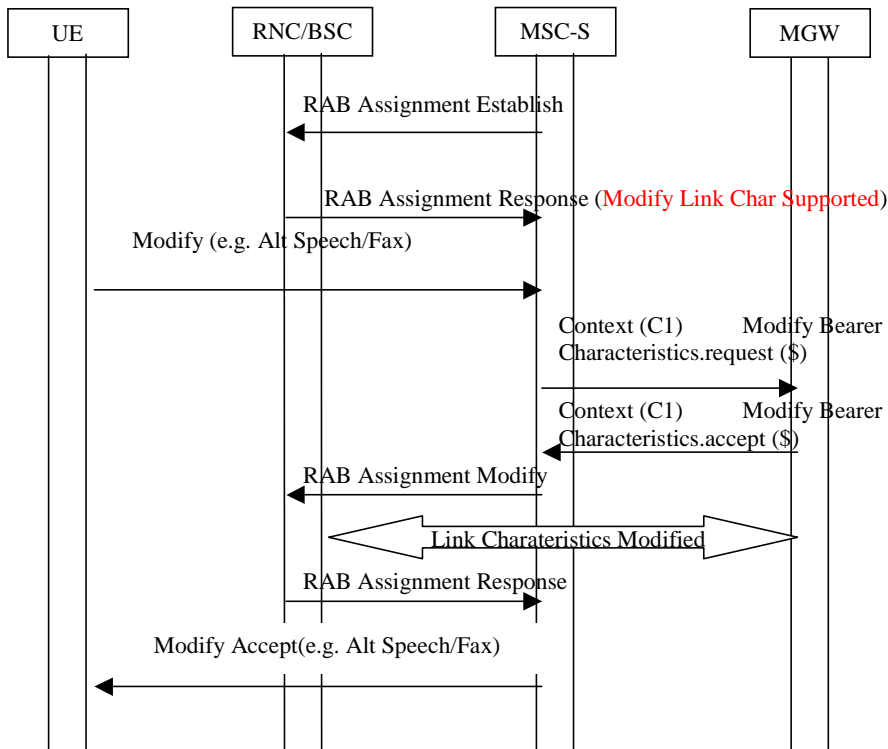 UE
RNC/BSC
MSC-S
MGW
RAB Assignment Establish
RAB Assignment Response (Modify Link Char Supported)
Modify (e.g. Alt Speech/Fax)
Context (C1) Modify Bearer
Characteristics.request ($)
Context (C1) Modify Bearer
Characteristics.accept ($)
RAB Assignment Modify
Link Charateristics Modified
RAB Assignment Response
Modify Accept(e.g. Alt Speech/Fax)